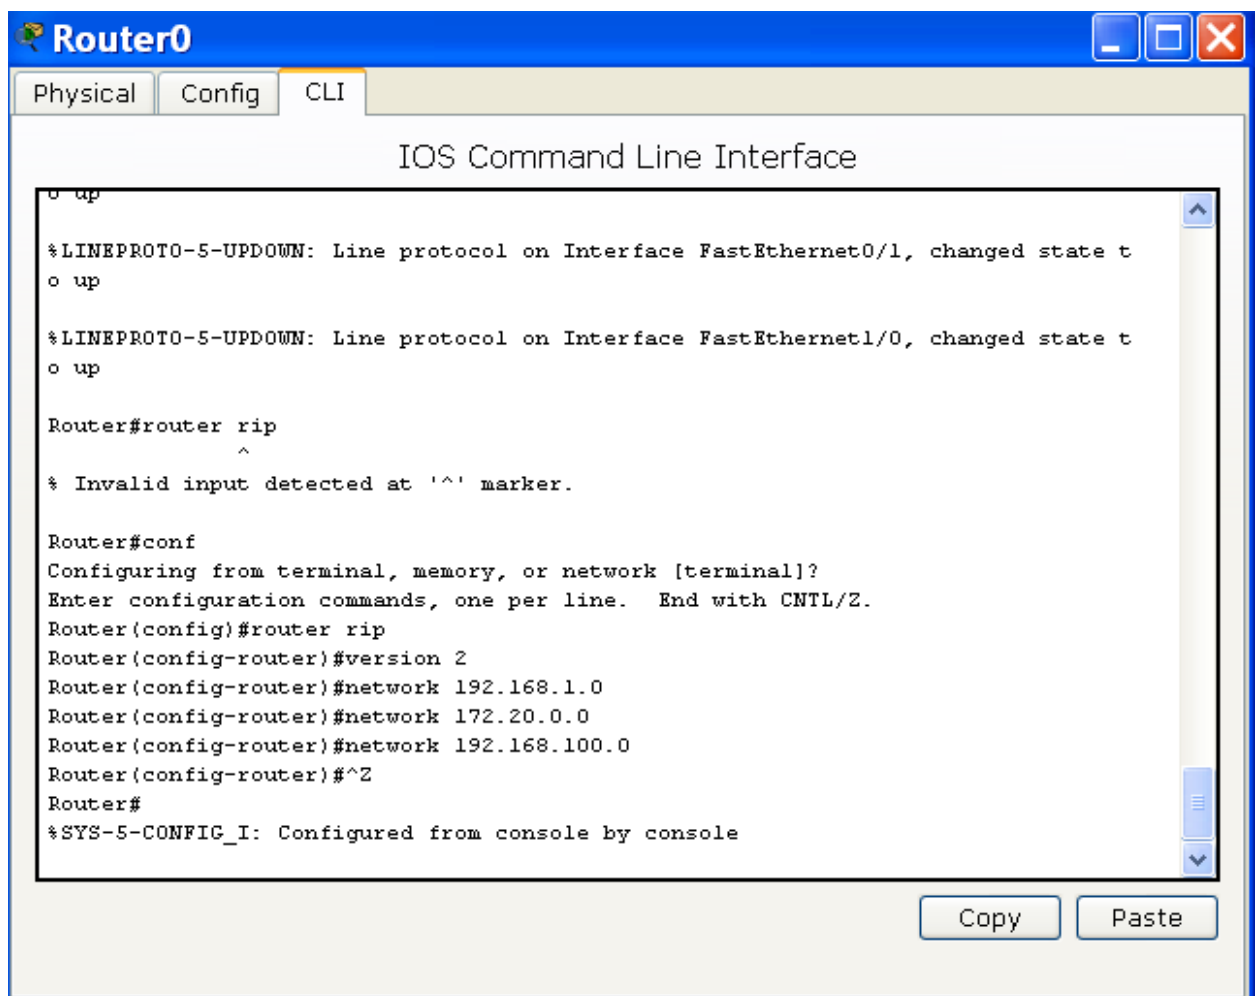 Router0
Physical Config CLI
IOS Command Line Interface
o up
%LINEPROTO-5-UPDOWN: Line protocol on Interface FastEthernet0/1, changed state t
o up
%LINEPROTO-5-UPDOWN: Line protocol on Interface FastEthernet1/0, changed state t
o up
Router#router rip
^
% Invalid input detected at '^' marker.
Router#conf
Configuring from terminal, memory, or network [terminal]?
Enter configuration commands, one per line.  End with CNTL/Z.
Router(config)#router rip
Router(config-router)#version 2
Router(config-router)#network 192.168.1.0
Router(config-router)#network 172.20.0.0
Router(config-router)#network 192.168.100.0
Router(config-router)#^Z
Router#
%SYS-5-CONFIG_I: Configured from console by console
Copy Paste